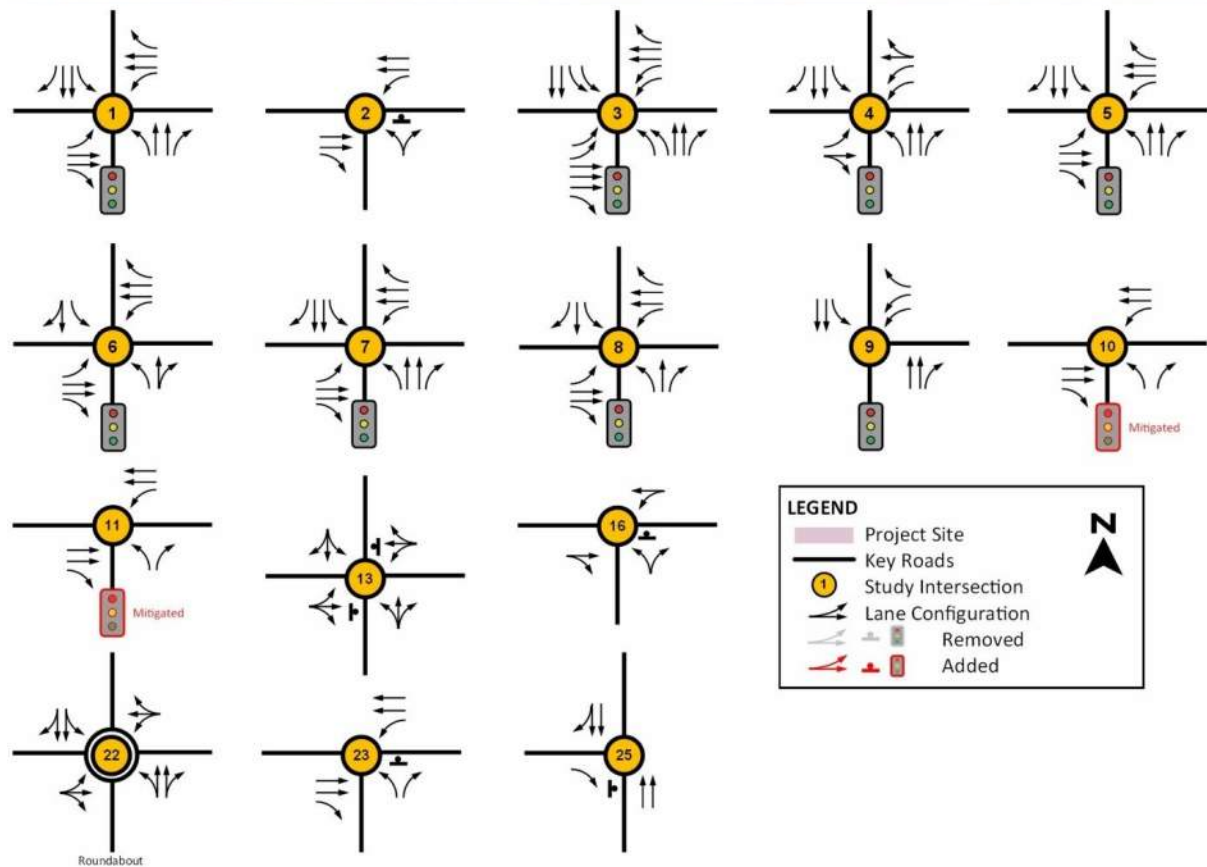 1
2
3
4
5
6
7
8
9
10
Mitigated
11
Mitigated
13
16
LEGEND
Project Site
Key Roads
1
Study Intersection
Lane Configuration
Removed
Added
N
22
Roundabout
23
25